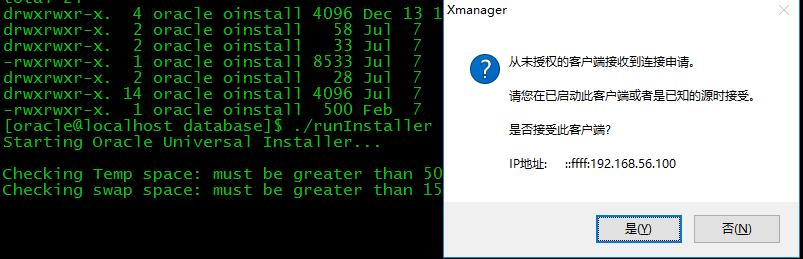 drwxrwxr-x. 4 oracle oinstall 4096 Dec 13 1
drwxrwxr-x. 2 oracle oinstall 58 Jul 7
drwxrwxr-x. 2 oracle oinstall 33 Jul 7
-rwxrwxr-x. 1 oracle oinstall 8533 Jul 7
drwxrwxr-x. 2 oracle oinstall 28 Jul 7
drwxrwxr-x. 14 oracle oinstall 4096 Jul 7
-rwxrwxr-x. 1 oracle oinstall 500 Feb 7
[oracle@localhost database]$ ./runInstaller
Starting Oracle Universal Installer...
Checking Temp space: must be greater than 50
Checking swap space: must be greater than 15
Xmanager
从未授权的客户端接收到连接申请。
请您在已启动此客户端或者是已知的源时接受。
是否接受此客户端?
IP地址: ::ffff:192.168.56.100
是(Y)
否(N)